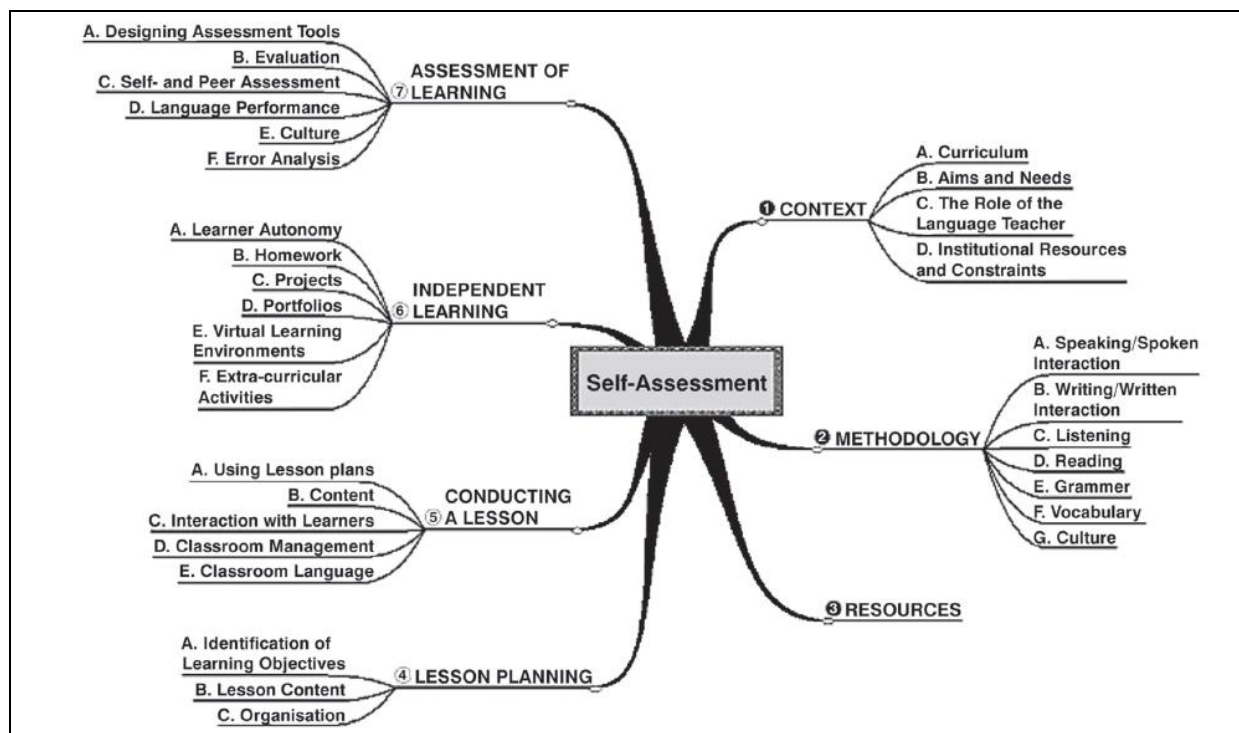 Self-Assessment
❶ CONTEXT
A. Curriculum
B. Aims and Needs
C. The Role of the
Language Teacher
D. Institutional Resources
and Constraints
❷ METHODOLOGY
A. Speaking/Spoken
Interaction
B. Writing/Written
Interaction
C. Listening
D. Reading
E. Grammer
F. Vocabulary
G. Culture
❸ RESOURCES
④ LESSON PLANNING
A. Identification of
Learning Objectives
B. Lesson Content
C. Organisation
⑤ CONDUCTING
A LESSON
A. Using Lesson plans
B. Content
C. Interaction with Learners
D. Classroom Management
E. Classroom Language
⑥ INDEPENDENT
LEARNING
A. Learner Autonomy
B. Homework
C. Projects
D. Portfolios
E. Virtual Learning
Environments
F. Extra-curricular
Activities
⑦ ASSESSMENT OF
LEARNING
A. Designing Assessment Tools
B. Evaluation
C. Self- and Peer Assessment
D. Language Performance
E. Culture
F. Error Analysis